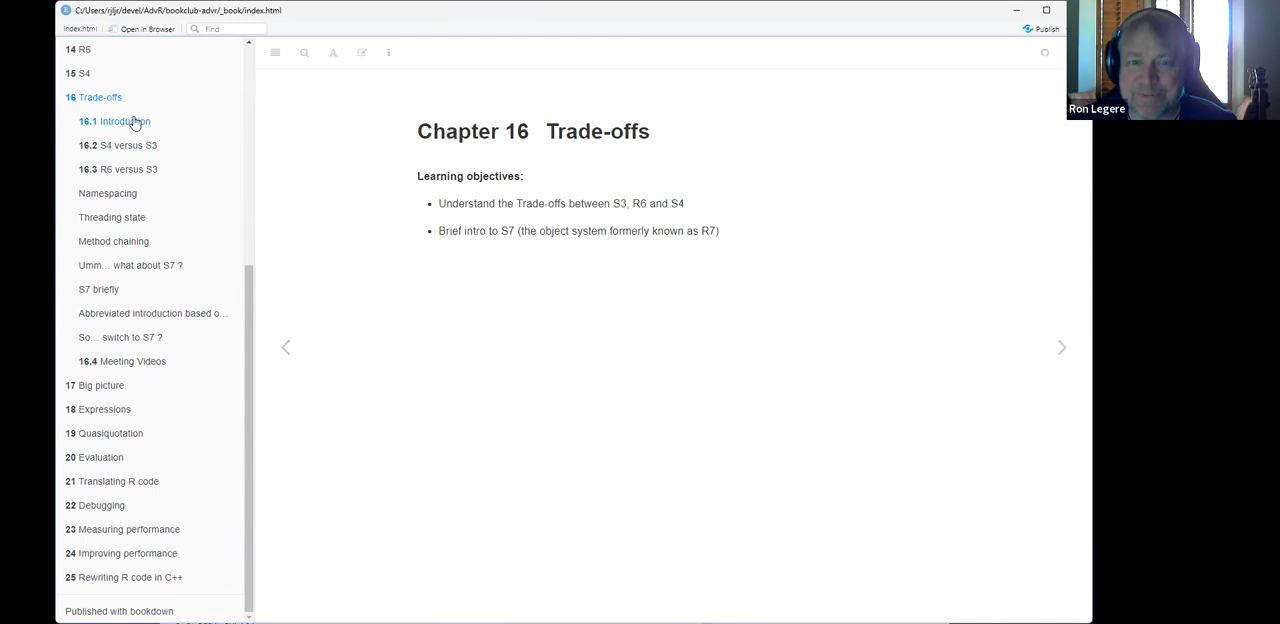 C:/Users/rjljr/devel/AdvR/bookclub-advr/_book/index.html
index.html Open in Browser Find Publish
14 R6
15 S4
16 Trade-offs
16.1 Introduction
16.2 S4 versus S3
16.3 R6 versus S3
Namespacing
Threading state
Method chaining
Umm... what about S7 ?
S7 briefly
Abbreviated introduction based o...
So... switch to S7 ?
16.4 Meeting Videos
17 Big picture
18 Expressions
19 Quasiquotation
20 Evaluation
21 Translating R code
22 Debugging
23 Measuring performance
24 Improving performance
25 Rewriting R code in C++
Published with bookdown
Chapter 16 Trade-offs
Learning objectives:
• Understand the Trade-offs between S3, R6 and S4
• Brief intro to S7 (the object system formerly known as R7)
Ron Legere